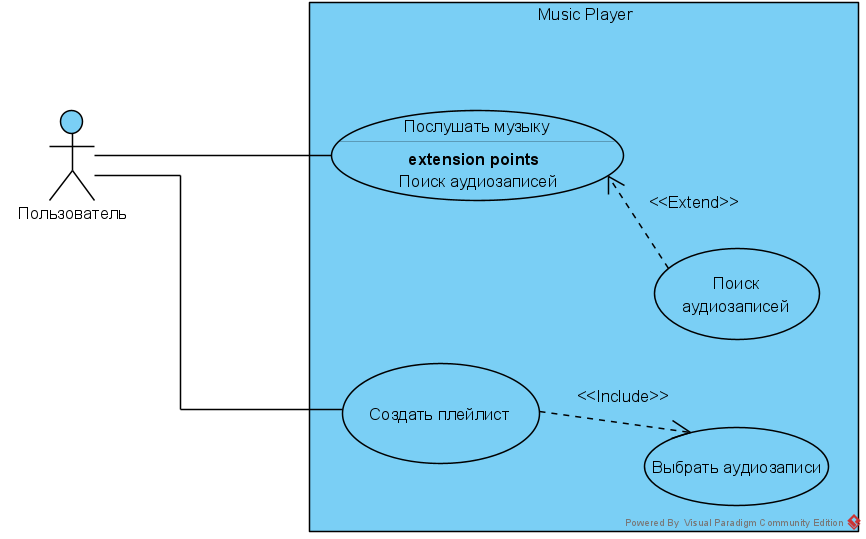 Music Player
Послушать музыку
extension points
Поиск аудиозаписей
<<Extend>>
Пользователь
Поиск
аудиозаписей
<<Include>>
Создать плейлист
Выбрать аудиозаписи
Powered By Visual Paradigm Community Edition